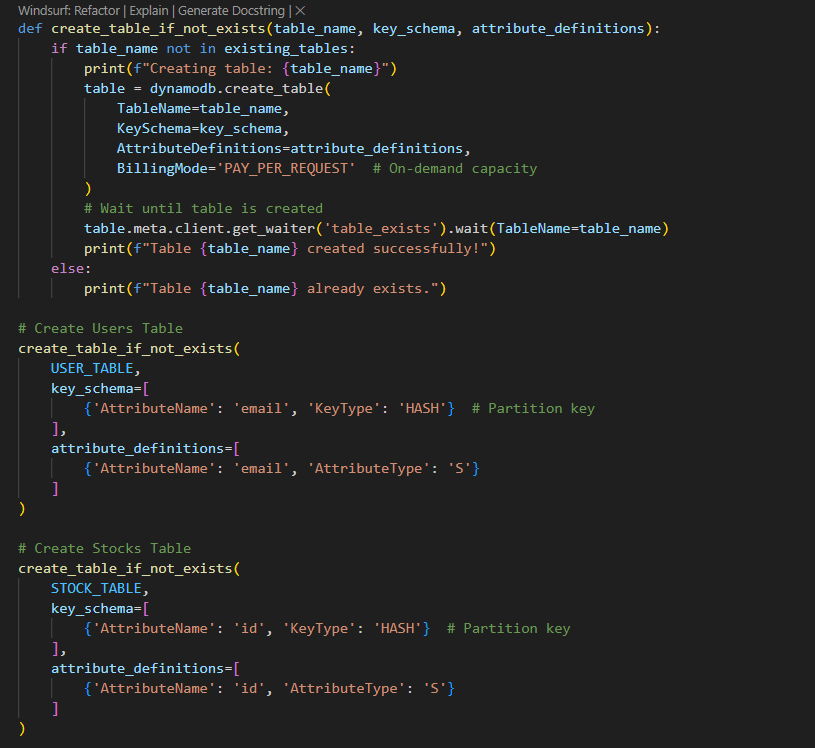 Windsurf: Refactor | Explain | Generate Docstring | ×
def create_table_if_not_exists(table_name, key_schema, attribute_definitions):
    if table_name not in existing_tables:
        print(f"Creating table: {table_name}")
        table = dynamodb.create_table(
            TableName=table_name,
            KeySchema=key_schema,
            AttributeDefinitions=attribute_definitions,
            BillingMode='PAY_PER_REQUEST'  # On-demand capacity
        )
        # Wait until table is created
        table.meta.client.get_waiter('table_exists').wait(TableName=table_name)
        print(f"Table {table_name} created successfully!")
    else:
        print(f"Table {table_name} already exists.")

# Create Users Table
create_table_if_not_exists(
    USER_TABLE,
    key_schema=[
        {'AttributeName': 'email', 'KeyType': 'HASH'}  # Partition key
    ],
    attribute_definitions=[
        {'AttributeName': 'email', 'AttributeType': 'S'}
    ]
)

# Create Stocks Table
create_table_if_not_exists(
    STOCK_TABLE,
    key_schema=[
        {'AttributeName': 'id', 'KeyType': 'HASH'}  # Partition key
    ],
    attribute_definitions=[
        {'AttributeName': 'id', 'AttributeType': 'S'}
    ]
)